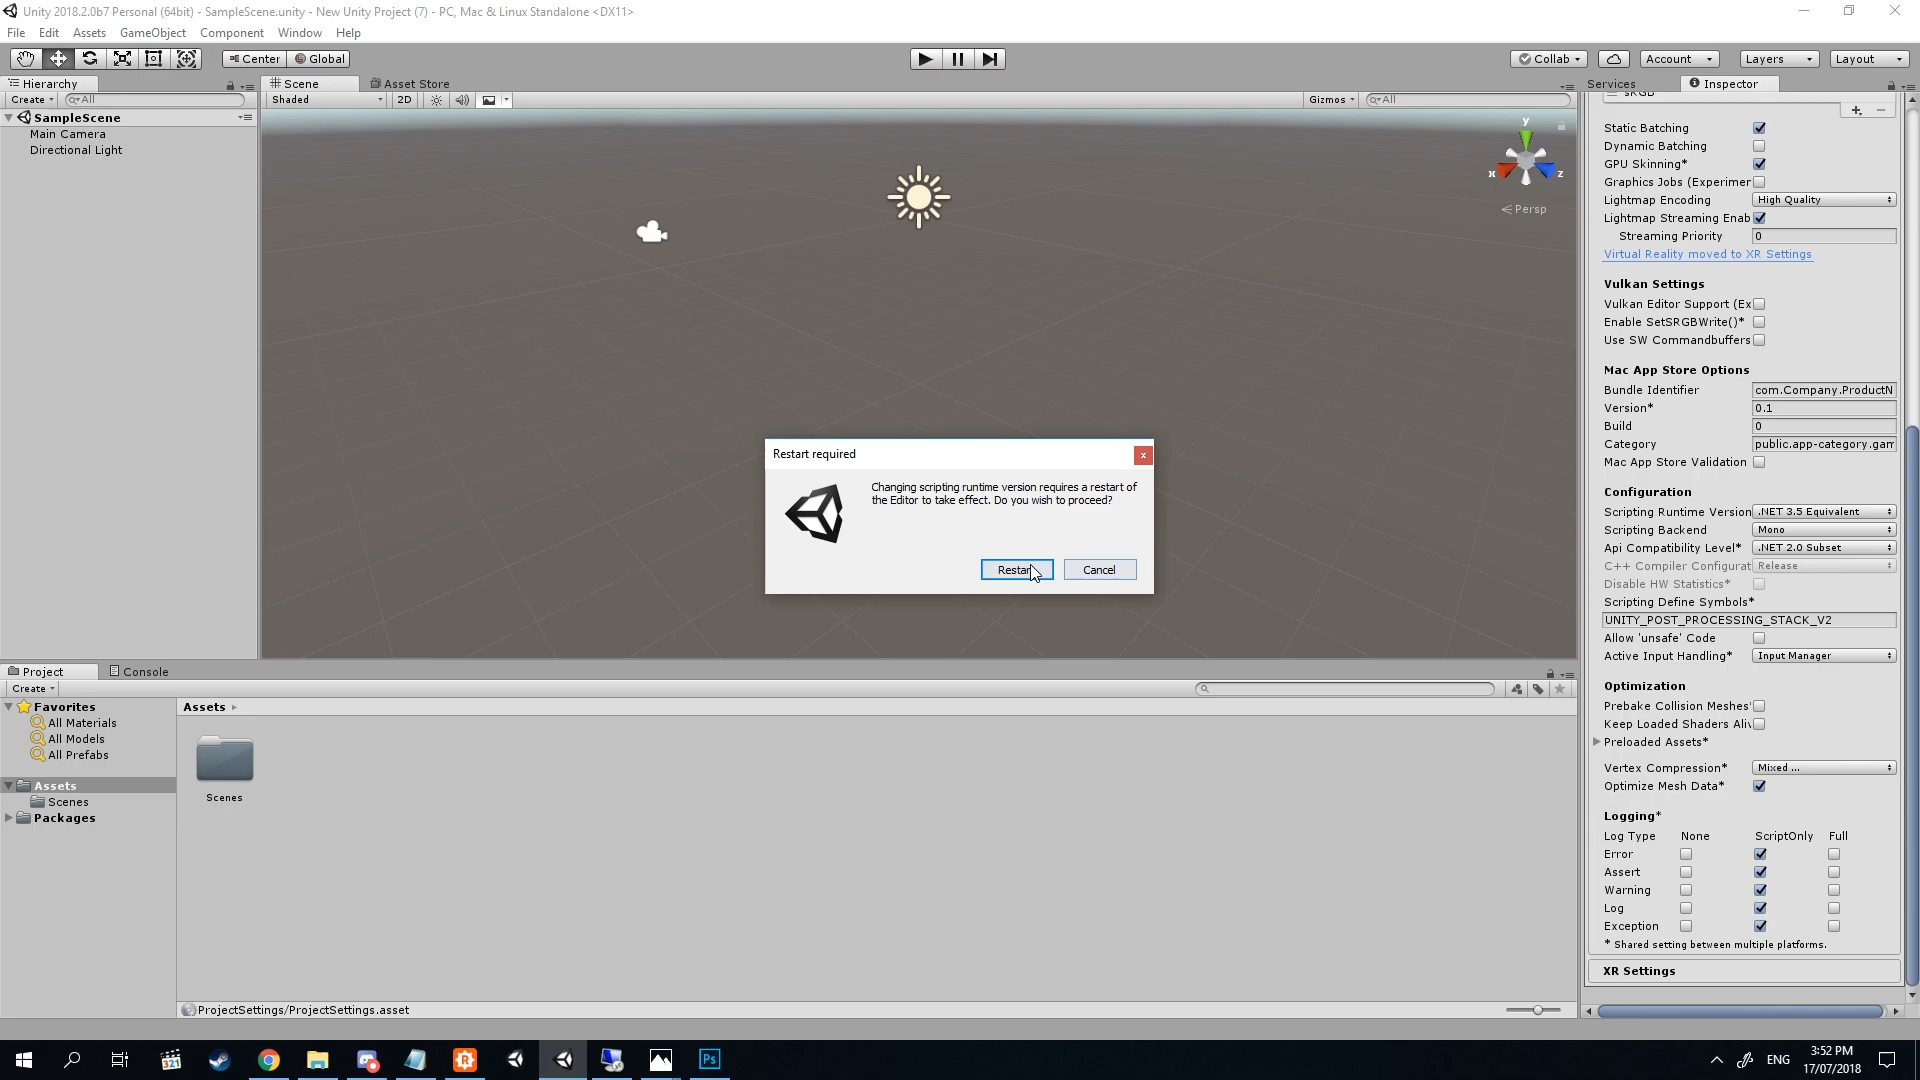 Unity 2018.2.0b7 Personal (64bit) - SampleScene.unity - New Unity Project (7) - PC, Mac & Linux Standalone <DX11>
File Edit Assets GameObject Component Window Help
Center Global Collab Account Layers Layout
Hierarchy
Create All
SampleScene
Main Camera
Directional Light
Scene Asset Store
Shaded 2D Gizmos All
y
x z
Persp
Restart required
Changing scripting runtime version requires a restart of
the Editor to take effect. Do you wish to proceed?
Restart Cancel
Services Inspector
sRGB
Static Batching
Dynamic Batching
GPU Skinning*
Graphics Jobs (Experimen
Lightmap Encoding High Quality
Lightmap Streaming Enab
Streaming Priority 0
Virtual Reality moved to XR Settings
Vulkan Settings
Vulkan Editor Support (Ex
Enable SetSRGBWrite()*
Use SW Commandbuffers
Mac App Store Options
Bundle Identifier com.Company.ProductN
Version* 0.1
Build 0
Category public.app-category.gam
Mac App Store Validation
Configuration
Scripting Runtime Version .NET 3.5 Equivalent
Scripting Backend Mono
Api Compatibility Level* .NET 2.0 Subset
C++ Compiler Configurat Release
Disable HW Statistics*
Scripting Define Symbols*
UNITY_POST_PROCESSING_STACK_V2
Allow 'unsafe' Code
Active Input Handling* Input Manager
Optimization
Prebake Collision Meshes*
Keep Loaded Shaders Aliv
Preloaded Assets*
Vertex Compression* Mixed ...
Optimize Mesh Data*
Logging*
Log Type None ScriptOnly Full
Error
Assert
Warning
Log
Exception
* Shared setting between multiple platforms.
XR Settings
Project Console
Create
Favorites
All Materials
All Models
All Prefabs
Assets
Scenes
Packages
Assets
Scenes
ProjectSettings/ProjectSettings.asset
321
Ps
ENG
3:52 PM
17/07/2018